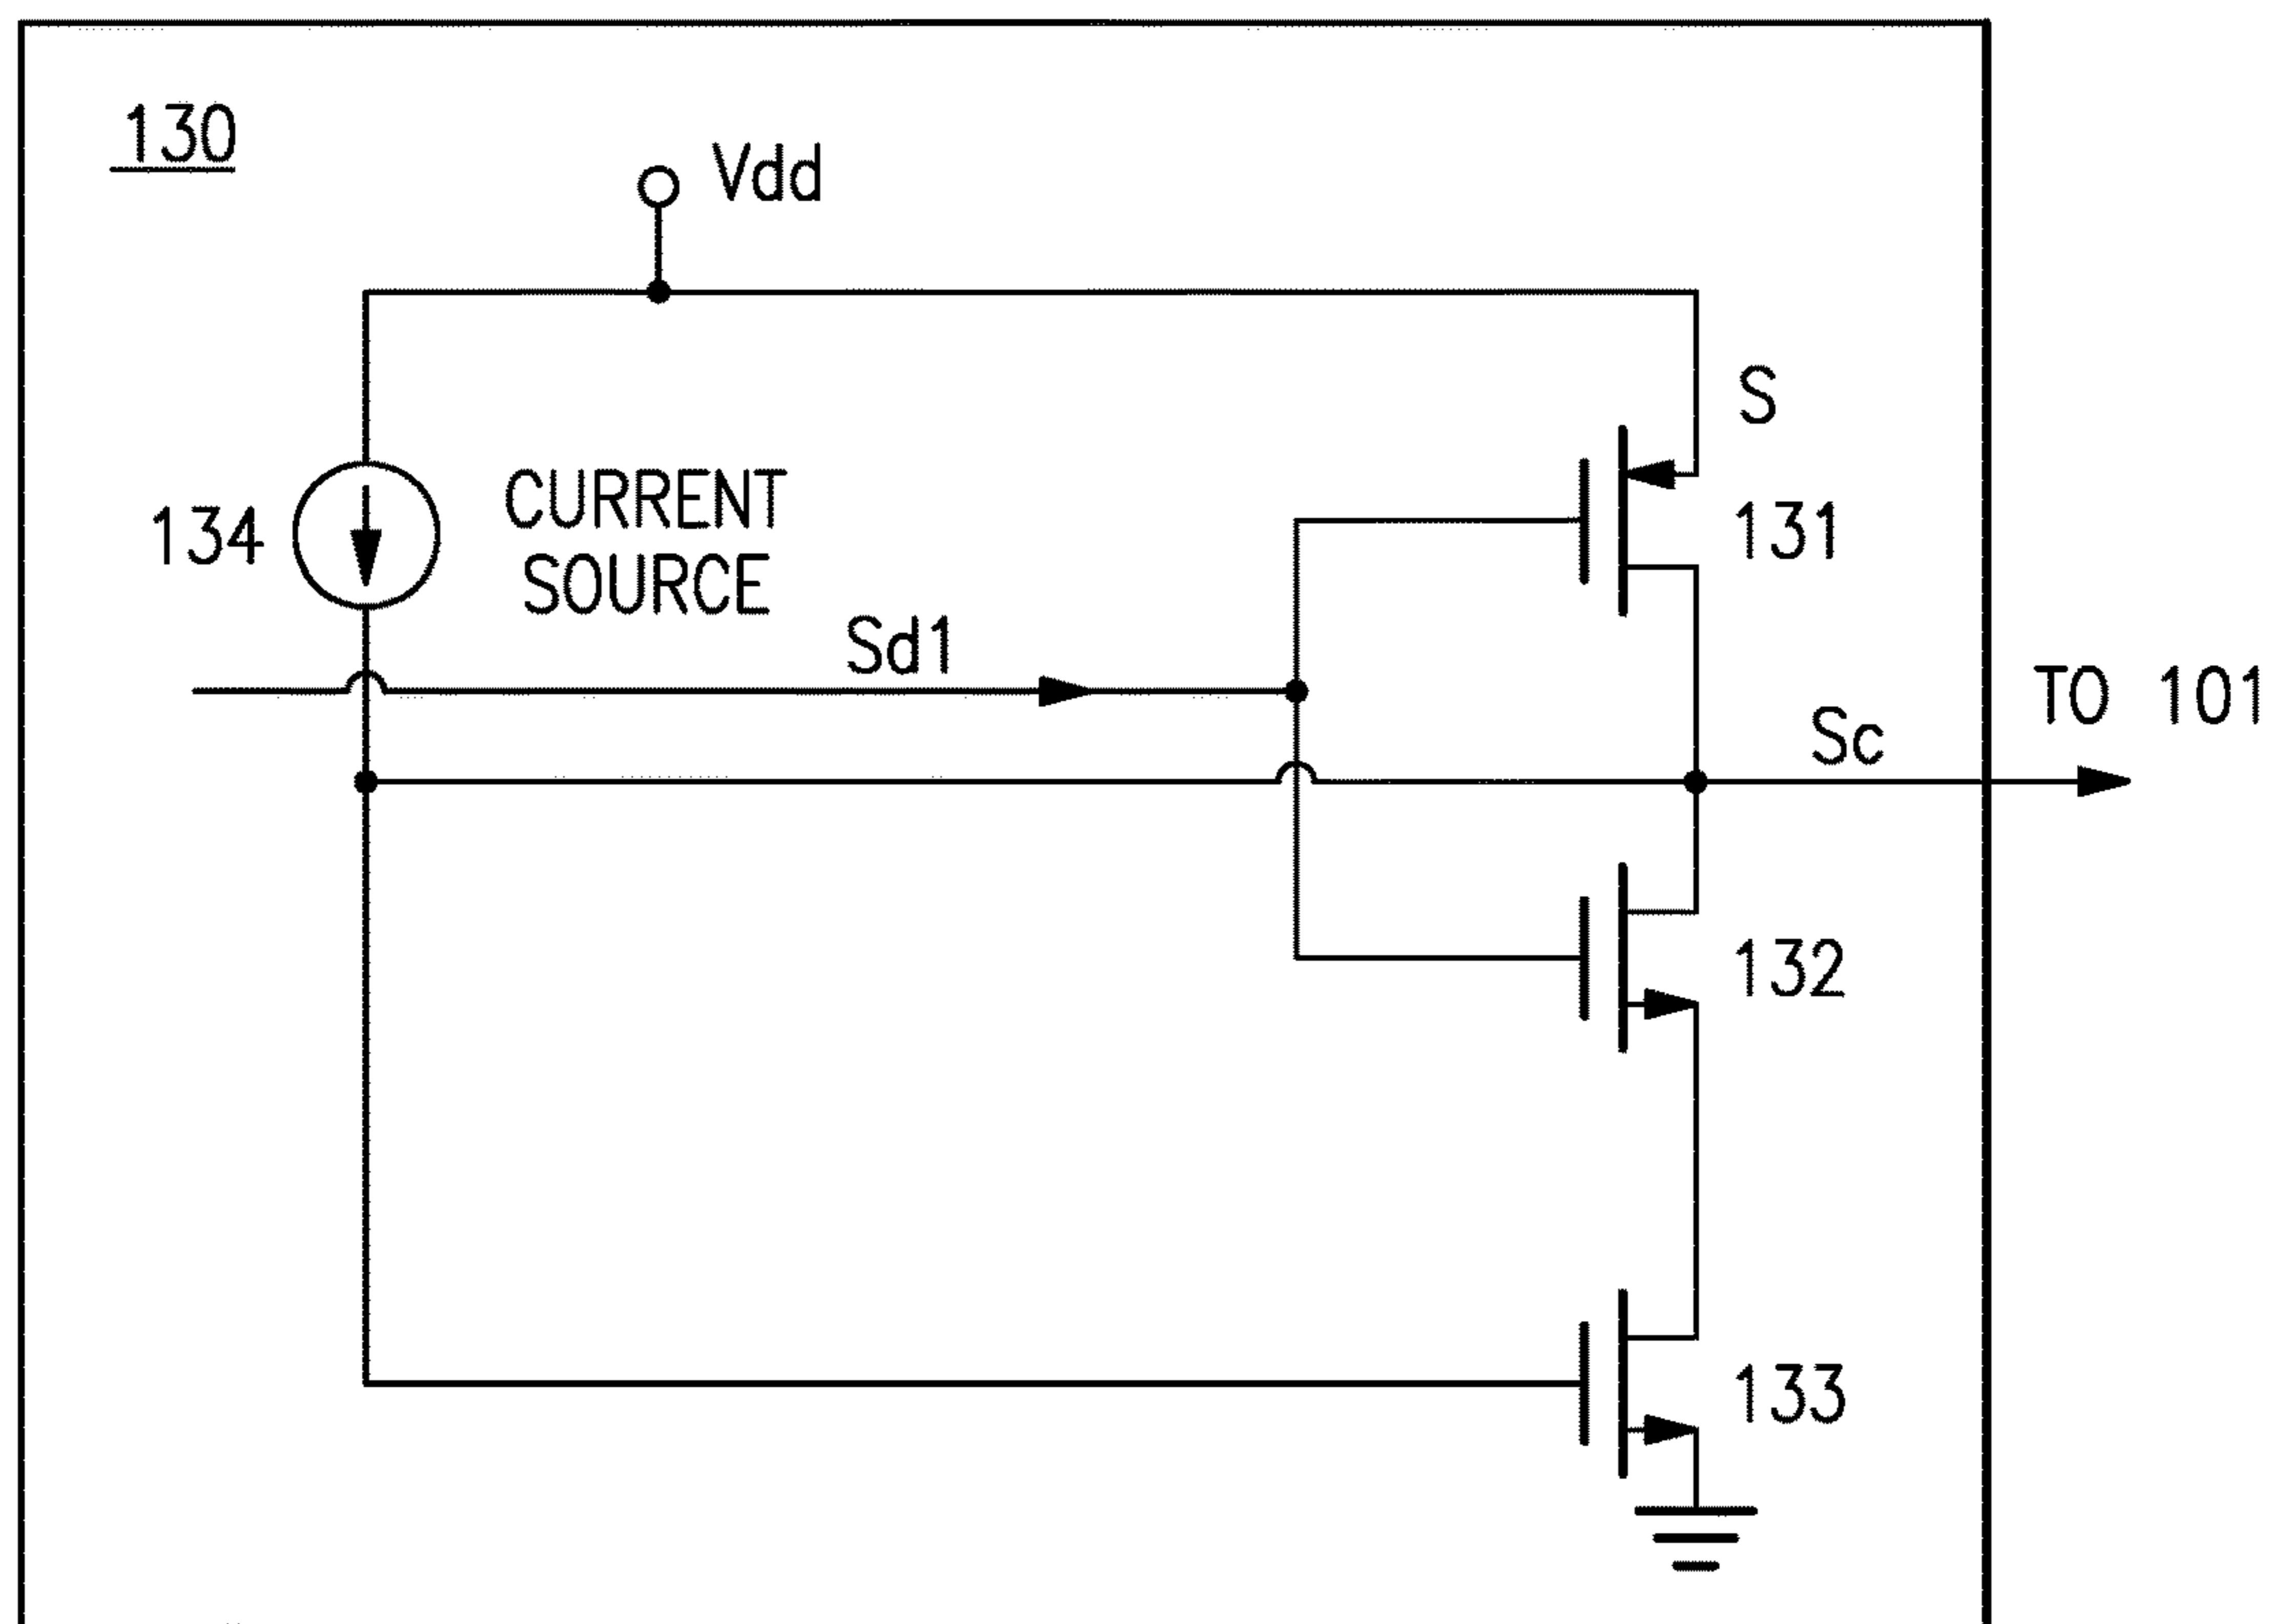 130
Vdd
S
134
CURRENT
SOURCE
131
Sd1
TO 101
Sc
132
133